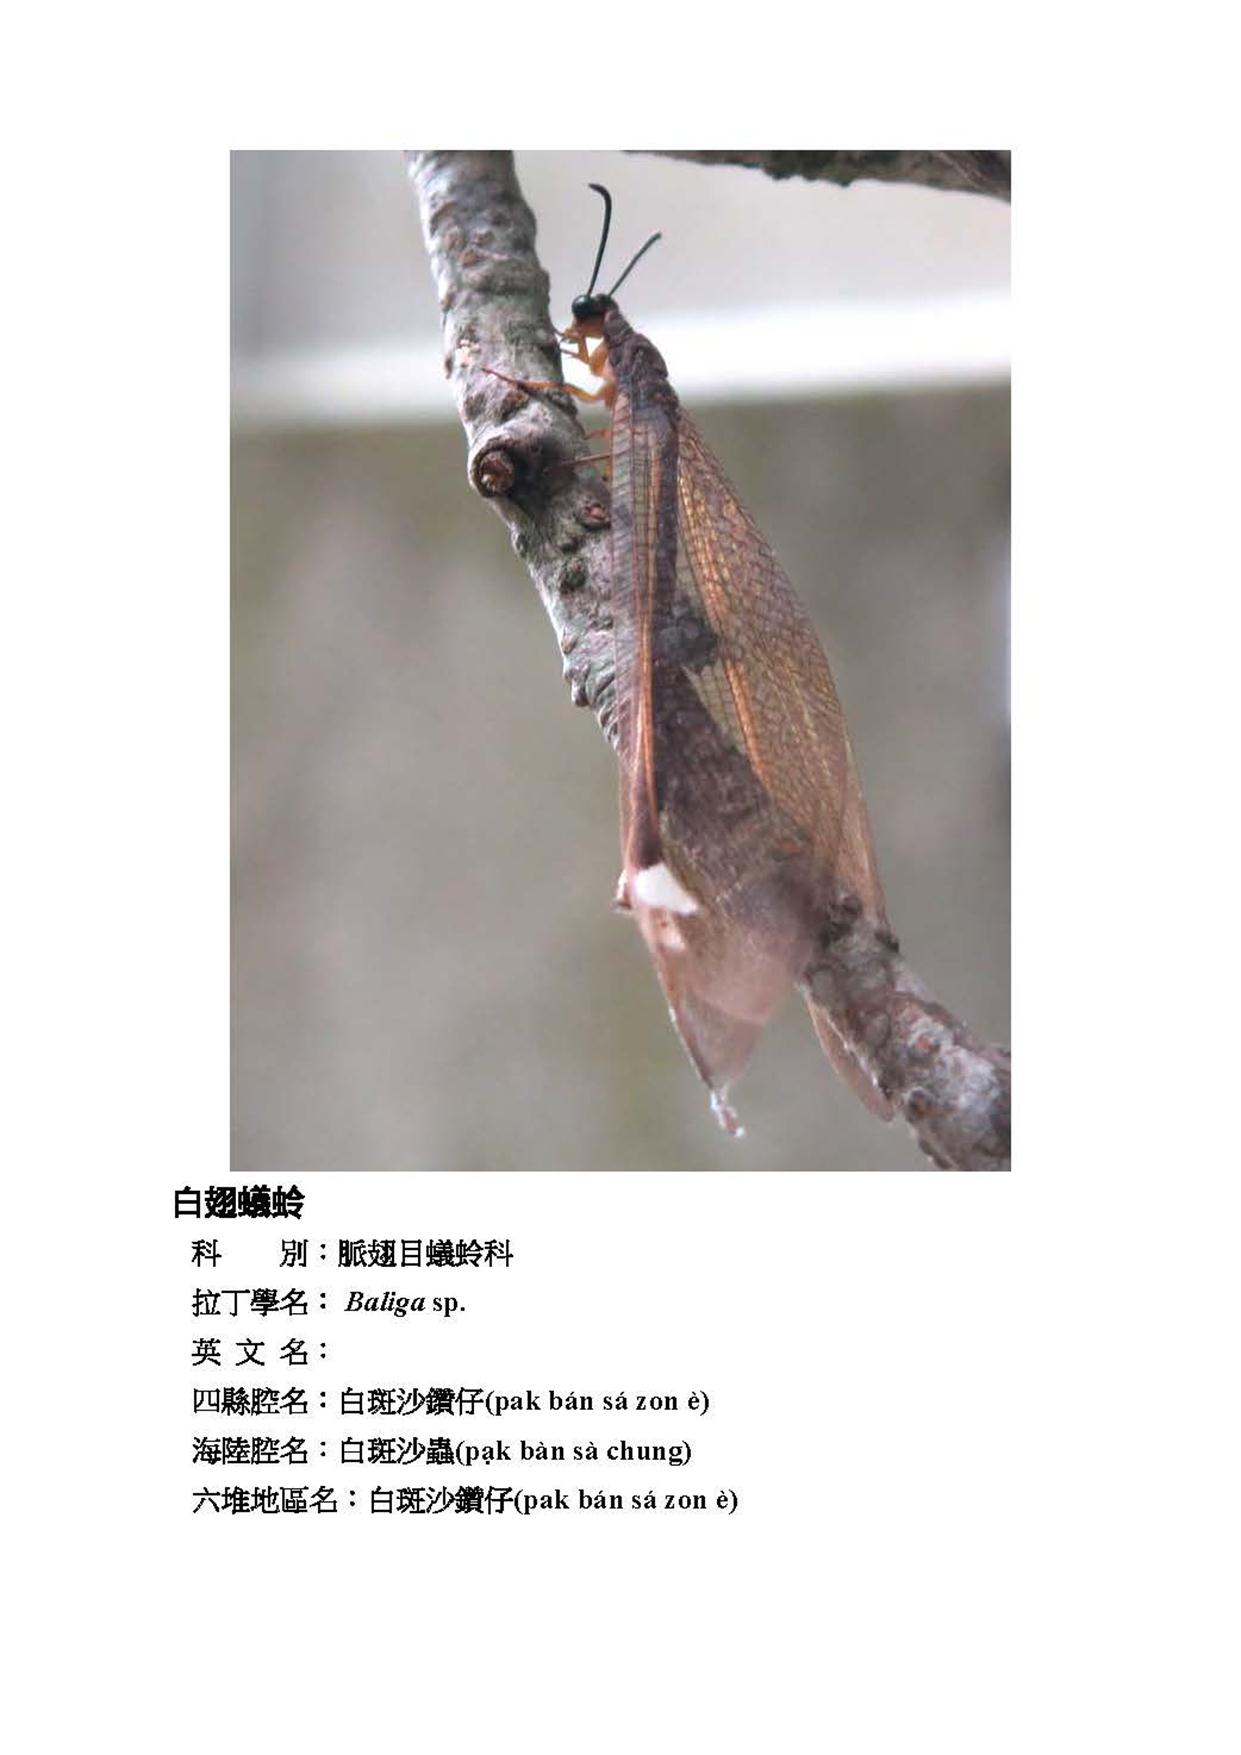 白翅蟻蛉
科　　別：脈翅目蟻蛉科
拉丁學名： Baliga sp.
英 文 名：
四縣腔名：白斑沙鑽仔(pak bán sá zon è)
海陸腔名：白斑沙蟲(pạk bàn sà chung)
六堆地區名：白斑沙鑽仔(pak bán sá zon è)